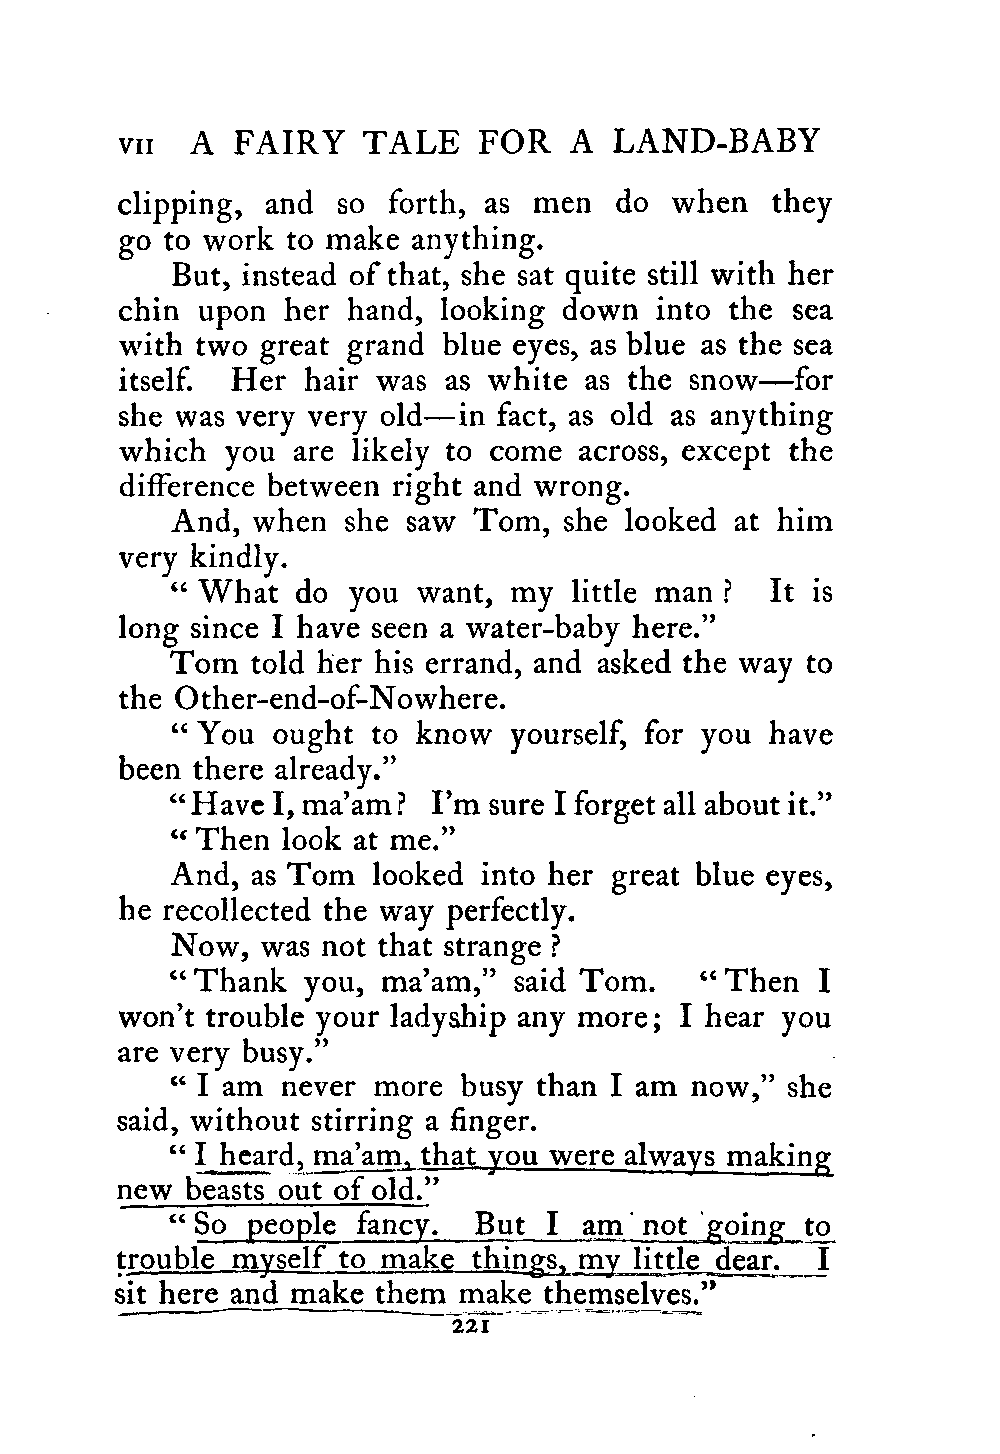 VII A FAIRY TALE FOR A LAND-BABY
clipping, and so forth, as men do when they
go to work to make anything.
But, instead of that, she sat quite still with her
chin upon her hand, looking down into the sea
with two great grand blue eyes, as blue as the sea
itself. Her hair was as white as the snow—for
she was very very old—in fact, as old as anything
which you are likely to come across, except the
difference between right and wrong.
And, when she saw Tom, she looked at him
very kindly.
“What do you want, my little man? It is
long since I have seen a water-baby here.”
Tom told her his errand, and asked the way to
the Other-end-of-Nowhere.
“You ought to know yourself, for you have
been there already.”
“Have I, ma’am? I’m sure I forget all about it.”
“Then look at me.”
And, as Tom looked into her great blue eyes,
he recollected the way perfectly.
Now, was not that strange?
“Thank you, ma’am,” said Tom. “Then I
won’t trouble your ladyship any more; I hear you
are very busy.”
“I am never more busy than I am now,” she
said, without stirring a finger.
“I heard, ma’am, that you were always making
new beasts out of old.”
“So people fancy. But I am not going to
trouble myself to make things, my little dear. I
sit here and make them make themselves.”
221